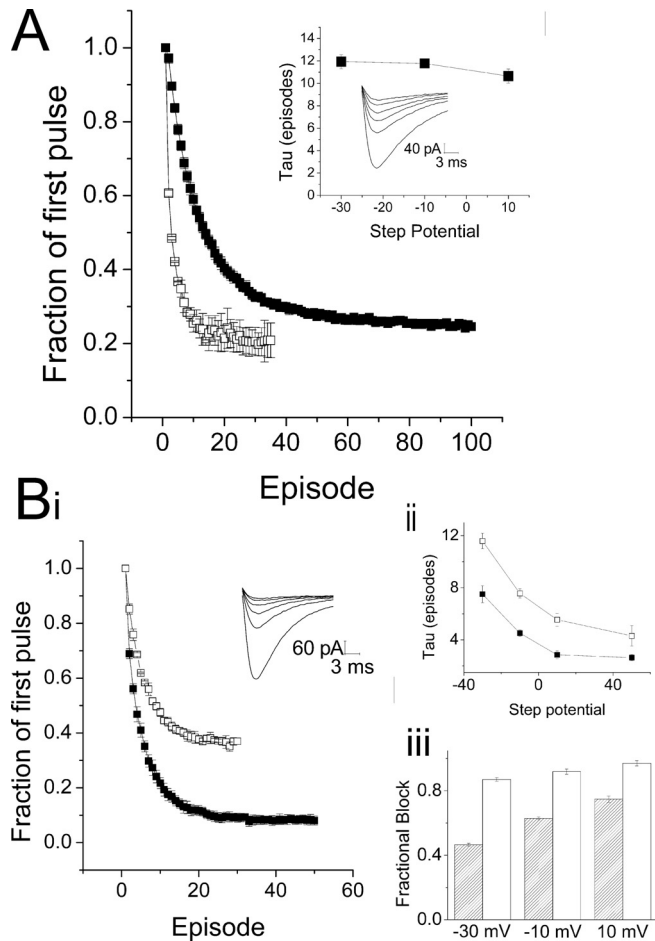 A
Fraction of first pulse
1.0
0.8
0.6
0.4
0.2
0.0
0 20 40 60 80 100
Episode
Tau (episodes)
14
12
10
8
6
4
2
0
40 pA
3 ms
-30 -20 -10 0 10
Step Potential
Bi
Fraction of first pulse
1.0
0.8
0.6
0.4
0.2
0.0
60 pA
3 ms
0 20 40 60
Episode
ii
Tau (episodes)
12
8
4
-40 0 40
Step potential
iii
Fractional Block
0.8
0.4
0.0
-30 mV -10 mV 10 mV